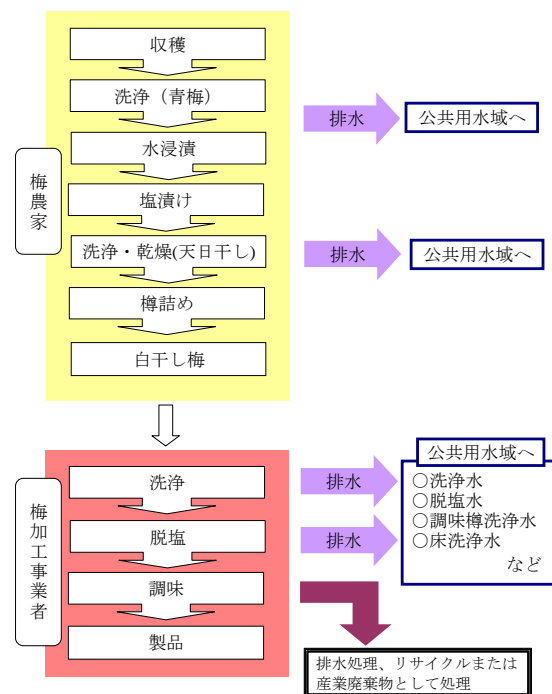 収穫
洗浄（青梅）
排水
公共用水域へ
水浸漬
梅農家
塩漬け
洗浄・乾燥(天日干し)
排水
公共用水域へ
樽詰め
白干し梅
公共用水域へ
洗浄
排水
○洗浄水
○脱塩水
○調味樽洗浄水
○床洗浄水
など
梅加工事業者
脱塩
排水
調味
製品
排水処理、リサイクルまたは
産業廃棄物として処理